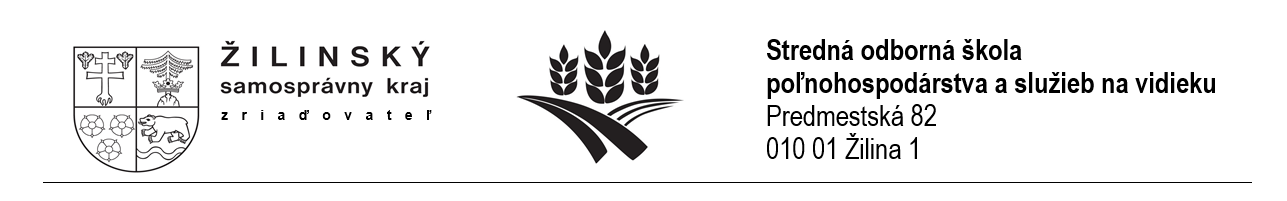 ŽILINSKÝ
samosprávny kraj
zriaďovateľ
Stredná odborná škola
poľnohospodárstva a služieb na vidieku
Predmestská 82
010 01 Žilina 1